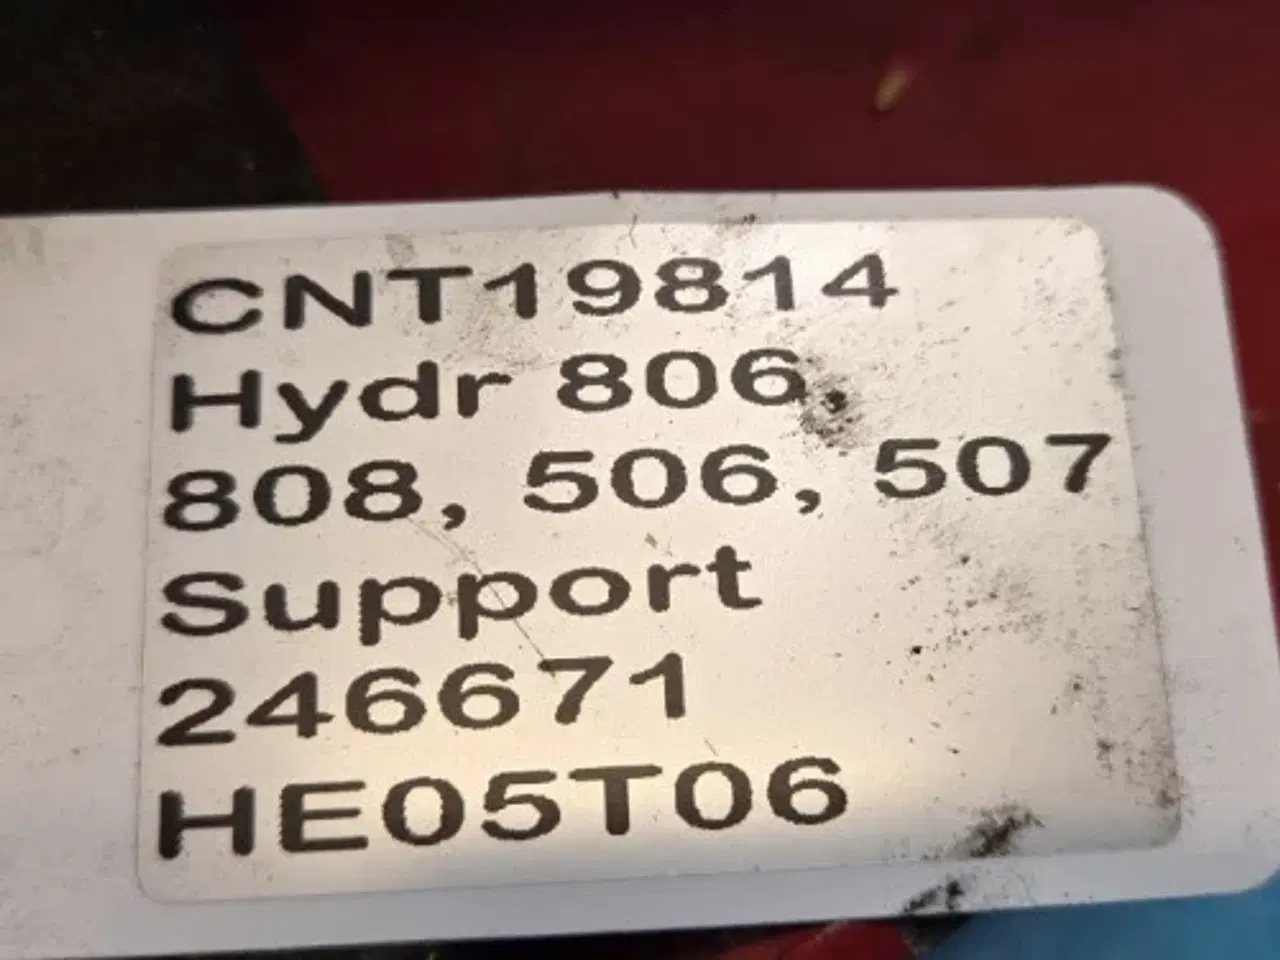 CNT19814
Hydr 806
808, 506, 507
Support
246671
HE05T06